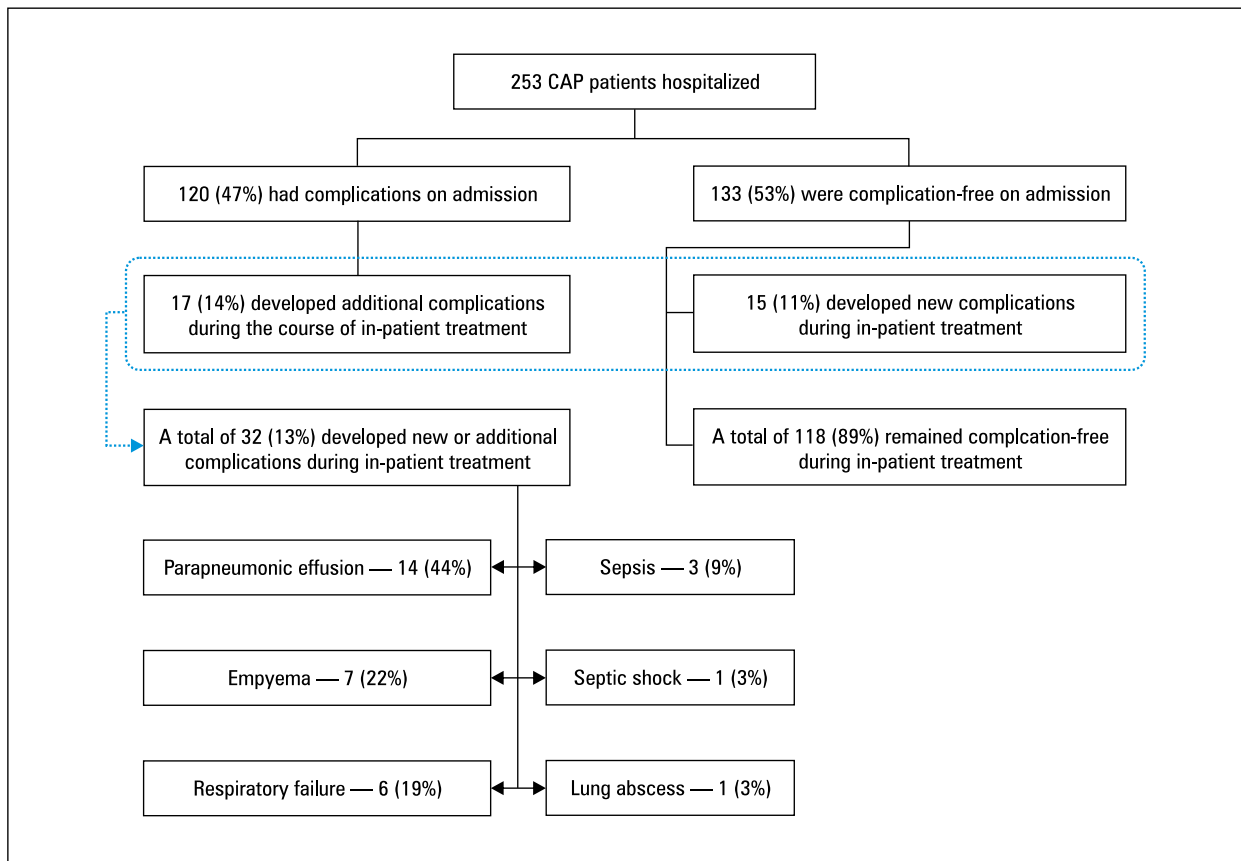 253 CAP patients hospitalized
120 (47%) had complications on admission
133 (53%) were complication-free on admission
17 (14%) developed additional complications
during the course of in-patient treatment
15 (11%) developed new complications
during in-patient treatment
A total of 32 (13%) developed new or additional
complications during in-patient treatment
A total of 118 (89%) remained complcation-free
during in-patient treatment
Parapneumonic effusion — 14 (44%)
Sepsis — 3 (9%)
Empyema — 7 (22%)
Septic shock — 1 (3%)
Respiratory failure — 6 (19%)
Lung abscess — 1 (3%)